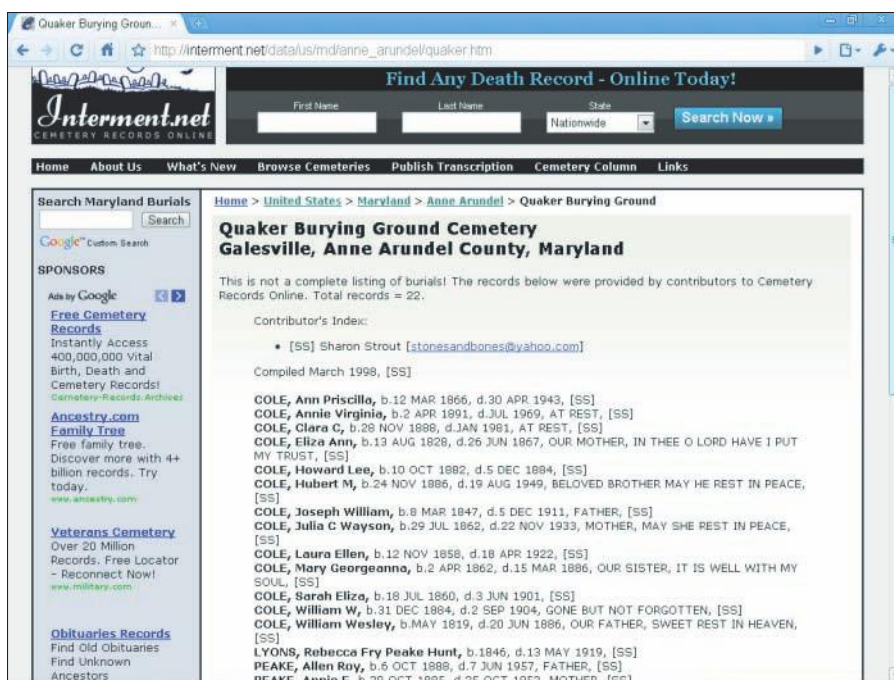 Quaker Burying Groun...
http://interment.net/data/us/md/anne_arundel/quaker.htm
Interment.net
CEMETERY RECORDS ONLINE
Find Any Death Record - Online Today!
First Name
Last Name
State
Nationwide
Search Now »
Home About Us What's New Browse Cemeteries Publish Transcription Cemetery Column Links
Search Maryland Burials
Search
Google™ Custom Search
SPONSORS
Ads by Google
Free Cemetery
Records
Instantly Access
400,000,000 Vital
Birth, Death and
Cemetery Records!
Cemetery-Records.Archives
Ancestry.com
Family Tree
Free family tree.
Discover more with 4+
billion records. Try
today.
www.ancestry.com
Veterans Cemetery
Over 20 Million
Records. Free Locator
- Reconnect Now!
www.military.com
Obituaries Records
Find Old Obituaries
Find Unknown
Ancestors
Home > United States > Maryland > Anne Arundel > Quaker Burying Ground
Quaker Burying Ground Cemetery
Galesville, Anne Arundel County, Maryland
This is not a complete listing of burials! The records below were provided by contributors to Cemetery
Records Online. Total records = 22.
Contributor's Index:
• [SS] Sharon Strout [stonesandbones@yahoo.com]
Compiled March 1998, [SS]
COLE, Ann Priscilla, b.12 MAR 1866, d.30 APR 1943, [SS]
COLE, Annie Virginia, b.2 APR 1891, d.JUL 1969, AT REST, [SS]
COLE, Clara C, b.28 NOV 1888, d.JAN 1981, AT REST, [SS]
COLE, Eliza Ann, b.13 AUG 1828, d.26 JUN 1867, OUR MOTHER, IN THEE O LORD HAVE I PUT
MY TRUST, [SS]
COLE, Howard Lee, b.10 OCT 1882, d.5 DEC 1884, [SS]
COLE, Hubert M, b.24 NOV 1886, d.19 AUG 1949, BELOVED BROTHER MAY HE REST IN PEACE,
[SS]
COLE, Joseph William, b.8 MAR 1847, d.5 DEC 1911, FATHER, [SS]
COLE, Julia C Wayson, b.29 JUL 1862, d.22 NOV 1933, MOTHER, MAY SHE REST IN PEACE,
[SS]
COLE, Laura Ellen, b.12 NOV 1858, d.18 APR 1922, [SS]
COLE, Mary Georgeanna, b.2 APR 1862, d.15 MAR 1886, OUR SISTER, IT IS WELL WITH MY
SOUL, [SS]
COLE, Sarah Eliza, b.18 JUL 1860, d.3 JUN 1901, [SS]
COLE, William W, b.31 DEC 1884, d.2 SEP 1904, GONE BUT NOT FORGOTTEN, [SS]
COLE, William Wesley, b.MAY 1819, d.20 JUN 1886, OUR FATHER, SWEET REST IN HEAVEN,
[SS]
LYONS, Rebecca Fry Peake Hunt, b.1846, d.13 MAY 1919, [SS]
PEAKE, Allen Roy, b.6 OCT 1888, d.7 JUN 1957, FATHER, [SS]